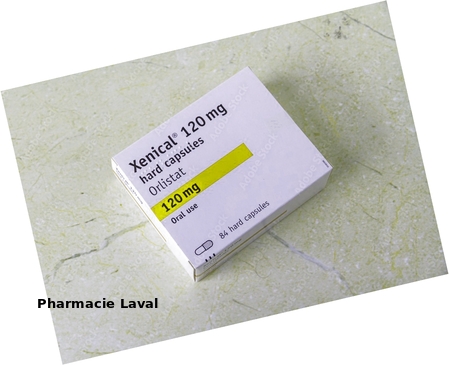 Xenical® 120 mg
hard capsules
Orlistat
120 mg
Oral use
84 hard capsules
Pharmacie Laval